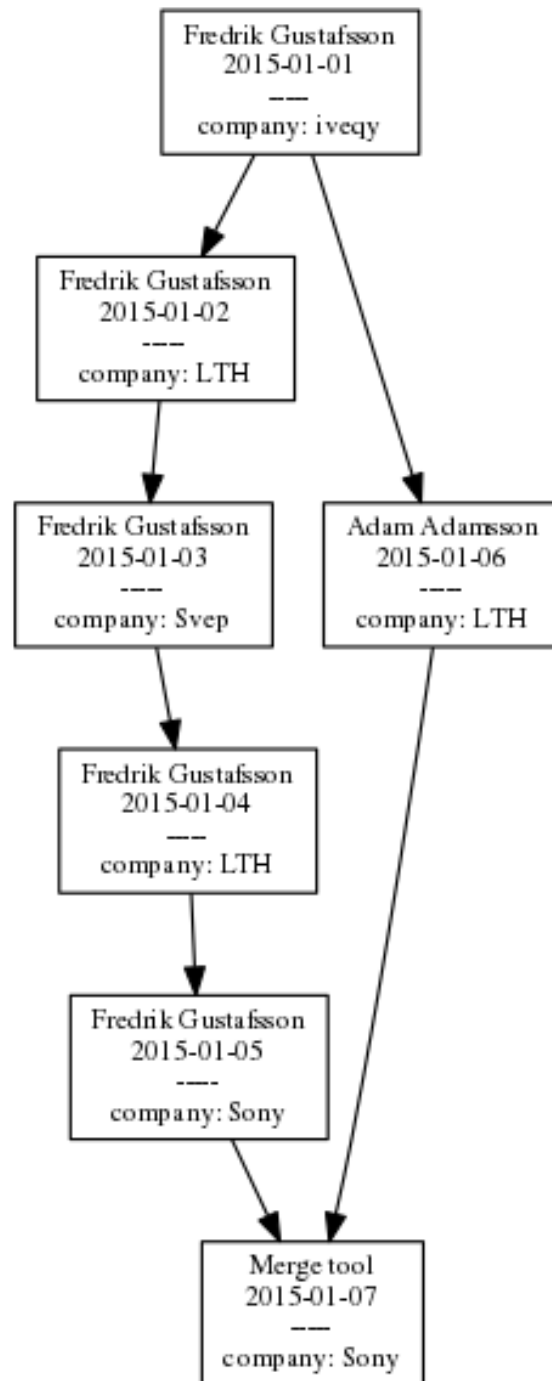 Fredrik Gustafsson
2015-01-01
-----
company: iveqy
Fredrik Gustafsson
2015-01-02
-----
company: LTH
Fredrik Gustafsson
2015-01-03
-----
company: Svep
Adam Adamsson
2015-01-06
-----
company: LTH
Fredrik Gustafsson
2015-01-04
-----
company: LTH
Fredrik Gustafsson
2015-01-05
-----
company: Sony
Merge tool
2015-01-07
-----
company: Sony